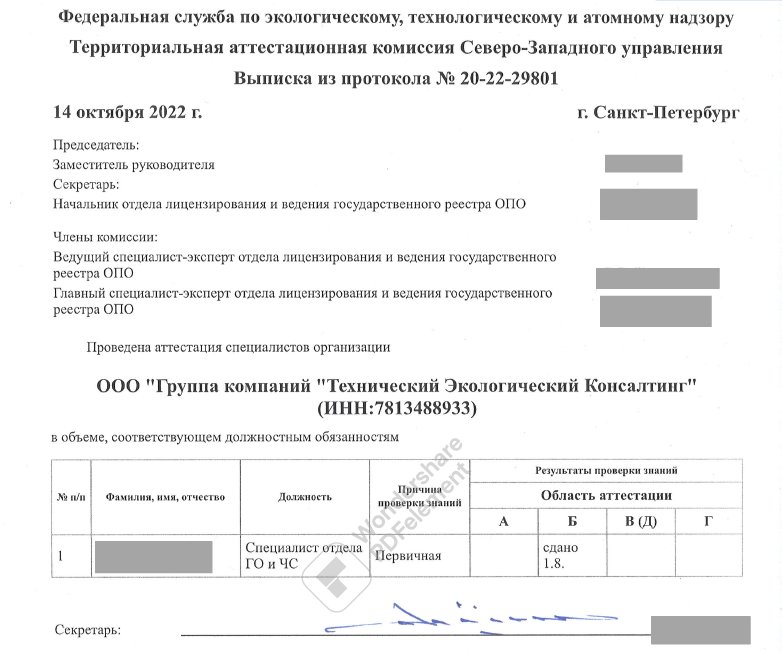 Федеральная служба по экологическому, технологическому и атомному надзору
Территориальная аттестационная комиссия Северо-Западного управления
Выписка из протокола № 20-22-29801
14 октября 2022 г. г. Санкт-Петербург
Председатель:
Заместитель руководителя
Секретарь:
Начальник отдела лицензирования и ведения государственного реестра ОПО
Члены комиссии:
Ведущий специалист-эксперт отдела лицензирования и ведения государственного
реестра ОПО
Главный специалист-эксперт отдела лицензирования и ведения государственного
реестра ОПО
Проведена аттестация специалистов организации
ООО "Группа компаний "Технический Экологический Консалтинг"
(ИНН:7813488933)
в объеме, соответствующем должностным обязанностям
№ п/п Фамилия, имя, отчество Должность Причина
проверки знаний Результаты проверки знаний
Область аттестации
А Б В (Д) Г
1 Специалист отдела
ГО и ЧС Первичная сдано
1.8.
Wondershare
PDFelement
Секретарь: